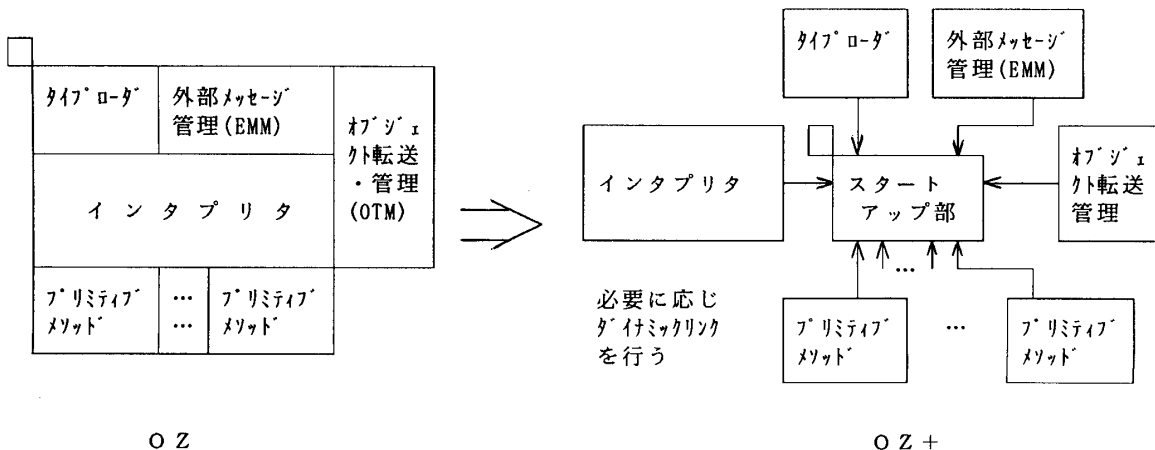 タイプローダ
外部メッセージ
管理(EMM)
オブジェ
クト転送
・管理
(OTM)
インタプリタ
プリミティブ
メソッド
…
…
プリミティブ
メソッド
OZ
タイプローダ
外部メッセージ
管理(EMM)
インタプリタ
スタート
アップ部
オブジェ
クト転送
管理
…
必要に応じ
ダイナミックリンク
を行う
プリミティブ
メソッド
…
プリミティブ
メソッド
OZ+